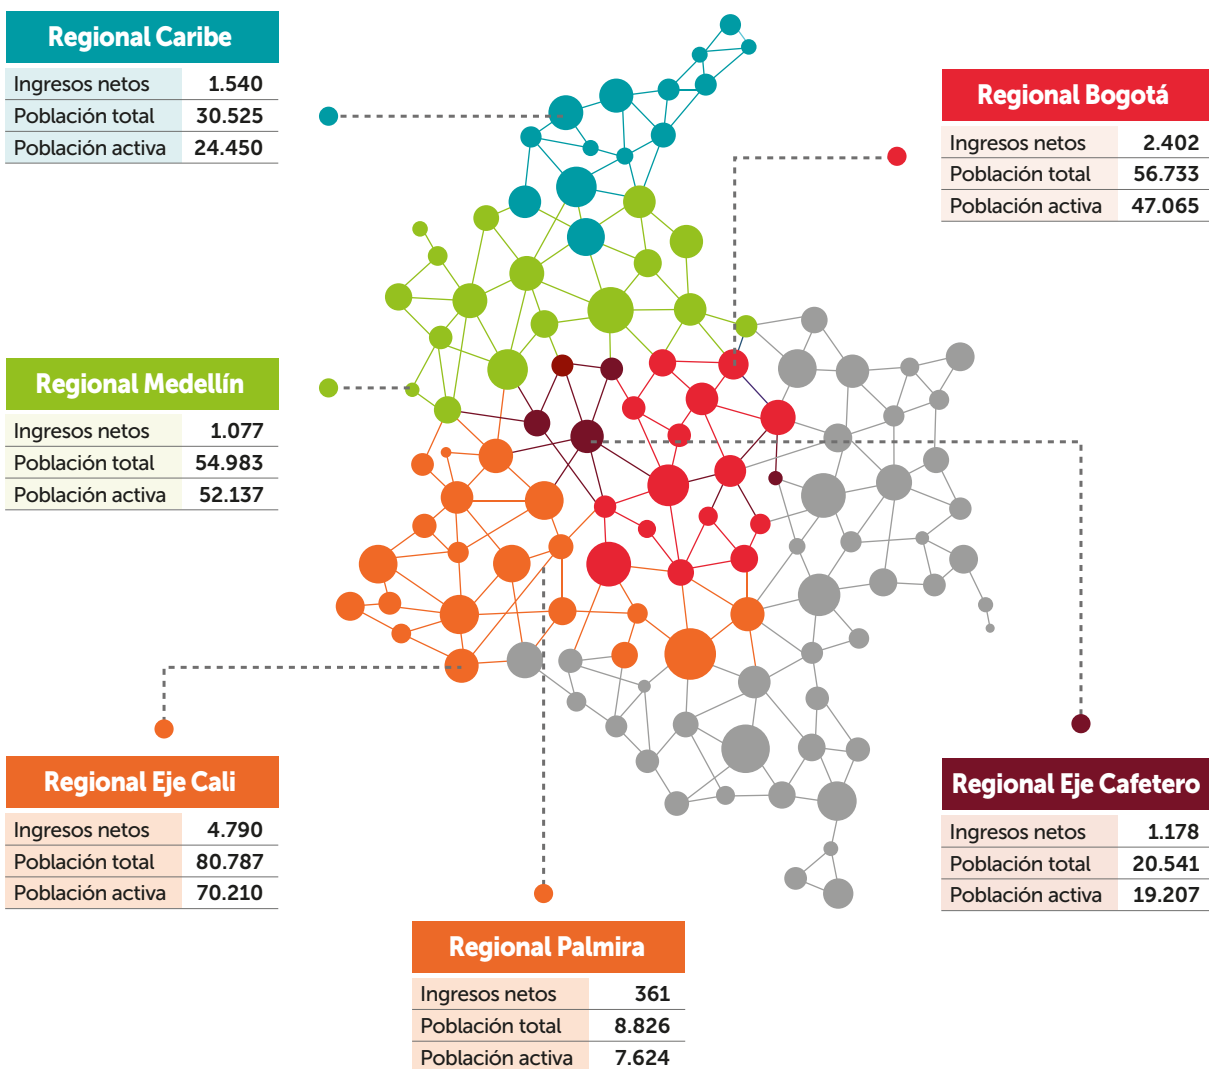 Regional Caribe
Ingresos netos 1.540
Población total 30.525
Población activa 24.450
Regional Bogotá
Ingresos netos 2.402
Población total 56.733
Población activa 47.065
Regional Medellín
Ingresos netos 1.077
Población total 54.983
Población activa 52.137
Regional Eje Cali
Ingresos netos 4.790
Población total 80.787
Población activa 70.210
Regional Eje Cafetero
Ingresos netos 1.178
Población total 20.541
Población activa 19.207
Regional Palmira
Ingresos netos 361
Población total 8.826
Población activa 7.624